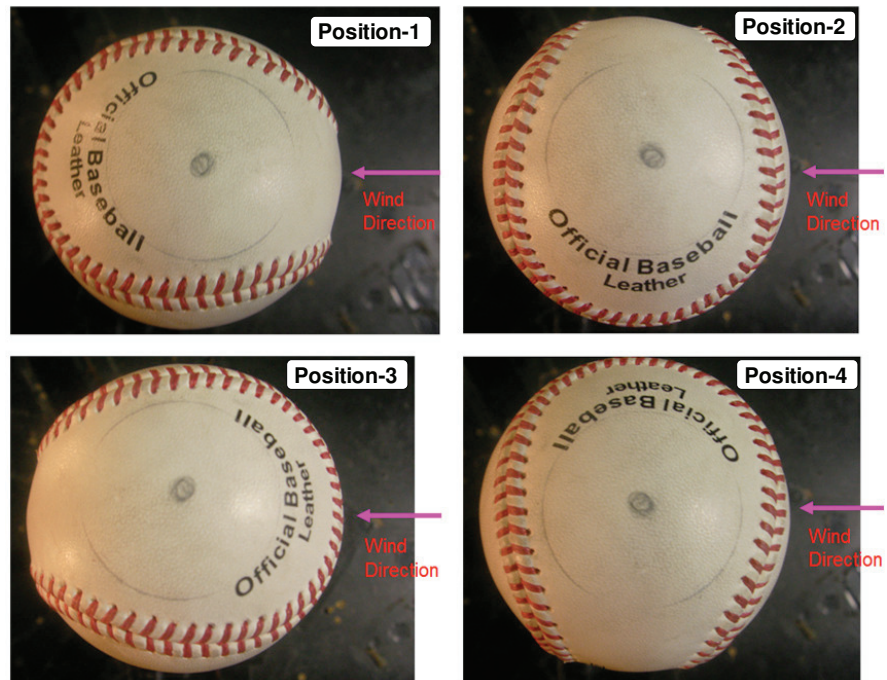 Position-1
Official Baseball
Leather
Wind
Direction
Position-2
Official Baseball
Leather
Wind
Direction
Position-3
Official Baseball
Leather
Wind
Direction
Position-4
Official Baseball
Leather
Wind
Direction